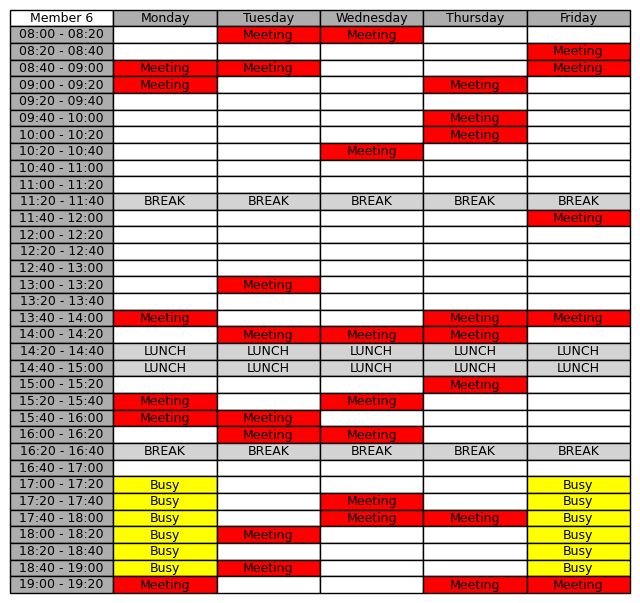 Member 6 Monday Tuesday Wednesday Thursday Friday
08:00 - 08:20 Meeting Meeting
08:20 - 08:40 Meeting
08:40 - 09:00 Meeting Meeting Meeting
09:00 - 09:20 Meeting Meeting
09:20 - 09:40
09:40 - 10:00 Meeting
10:00 - 10:20 Meeting
10:20 - 10:40 Meeting
10:40 - 11:00
11:00 - 11:20
11:20 - 11:40 BREAK BREAK BREAK BREAK BREAK
11:40 - 12:00 Meeting
12:00 - 12:20
12:20 - 12:40
12:40 - 13:00
13:00 - 13:20 Meeting
13:20 - 13:40
13:40 - 14:00 Meeting Meeting Meeting
14:00 - 14:20 Meeting Meeting Meeting
14:20 - 14:40 LUNCH LUNCH LUNCH LUNCH LUNCH
14:40 - 15:00 LUNCH LUNCH LUNCH LUNCH LUNCH
15:00 - 15:20 Meeting
15:20 - 15:40 Meeting Meeting
15:40 - 16:00 Meeting Meeting
16:00 - 16:20 Meeting Meeting
16:20 - 16:40 BREAK BREAK BREAK BREAK BREAK
16:40 - 17:00
17:00 - 17:20 Busy Busy
17:20 - 17:40 Busy Meeting Busy
17:40 - 18:00 Busy Meeting Meeting Busy
18:00 - 18:20 Busy Meeting Busy
18:20 - 18:40 Busy Busy
18:40 - 19:00 Busy Meeting Busy
19:00 - 19:20 Meeting Meeting Meeting